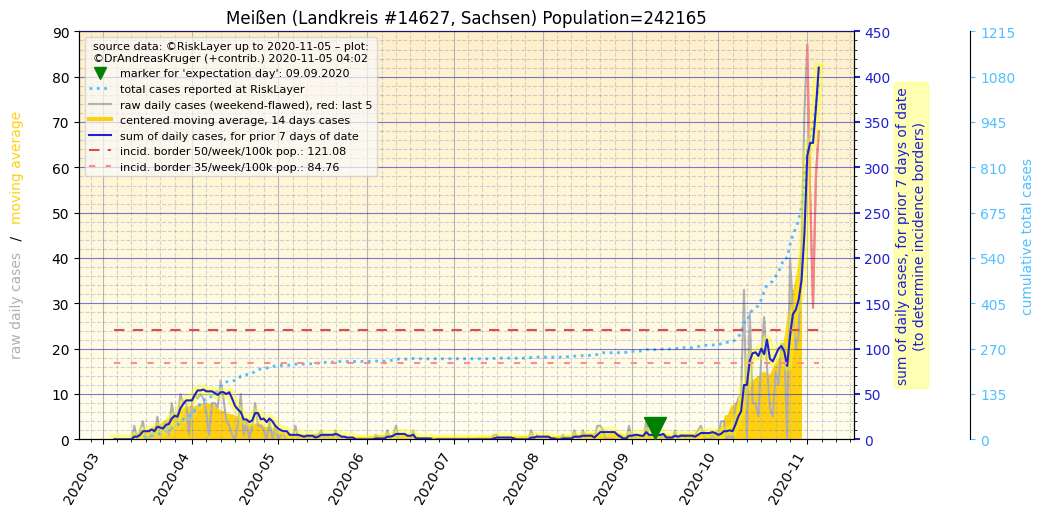 Meißen (Landkreis #14627, Sachsen) Population=242165
source data: ©RiskLayer up to 2020-11-05 – plot:
©DrAndreasKruger (+contrib.) 2020-11-05 04:02
marker for 'expectation day': 09.09.2020
total cases reported at RiskLayer
raw daily cases (weekend-flawed), red: last 5
centered moving average, 14 days cases
sum of daily cases, for prior 7 days of date
incid. border 50/week/100k pop.: 121.08
incid. border 35/week/100k pop.: 84.76
raw daily cases / moving average
90
80
70
60
50
40
30
20
10
0
2020-03
2020-04
2020-05
2020-06
2020-07
2020-08
2020-09
2020-10
2020-11
450
400
350
300
250
200
150
100
50
0
sum of daily cases, for prior 7 days of date
(to determine incidence borders)
1215
1080
945
810
675
540
405
270
135
0
cumulative total cases